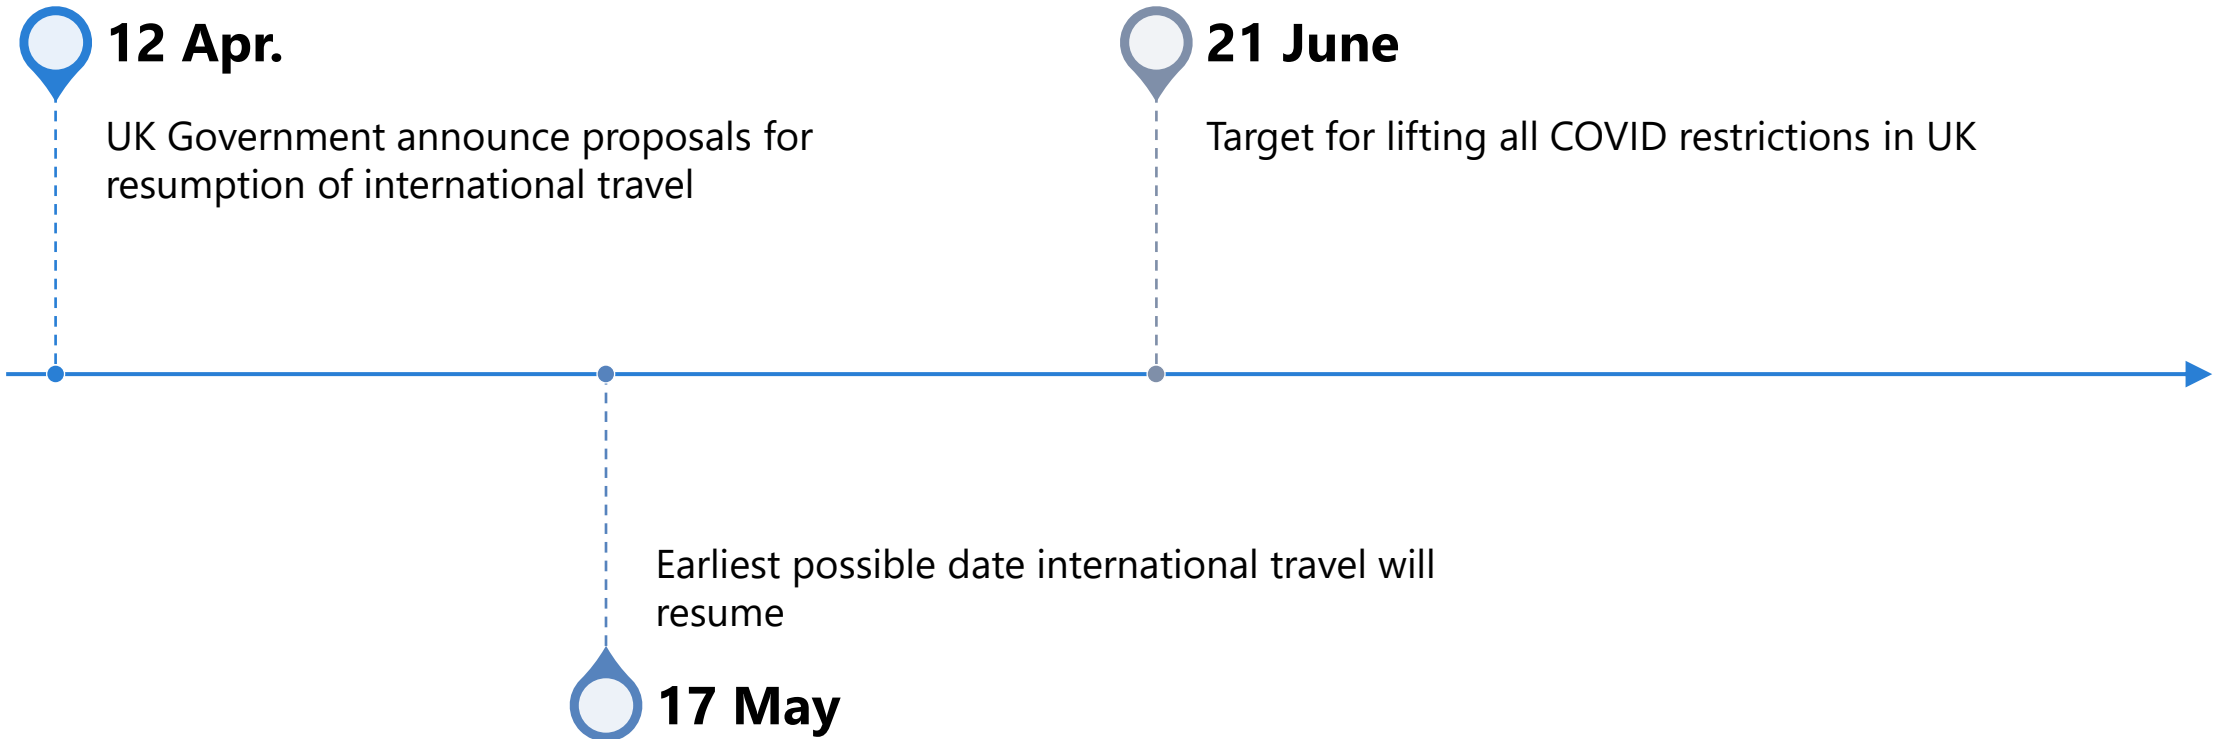 12 Apr.
UK Government announce proposals for
resumption of international travel
21 June
Target for lifting all COVID restrictions in UK
Earliest possible date international travel will
resume
17 May